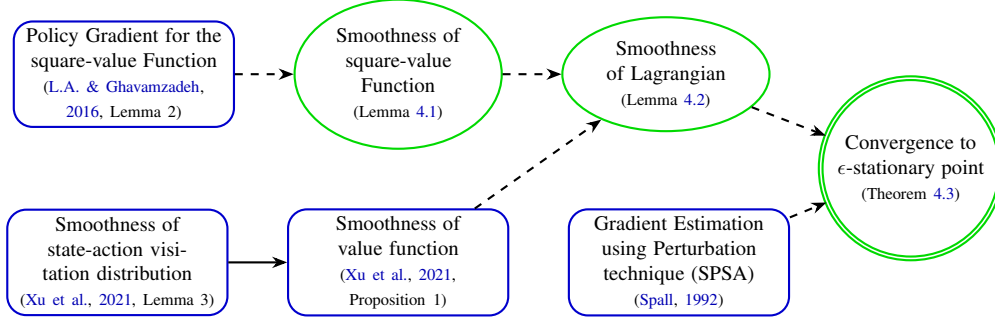 Policy Gradient for the
square-value Function
(L.A. & Ghavamzadeh,
2016, Lemma 2)
Smoothness of
square-value
Function
(Lemma 4.1)
Smoothness
of Lagrangian
(Lemma 4.2)
Convergence to
ϵ-stationary point
(Theorem 4.3)
Smoothness of
state-action visi-
tation distribution
(Xu et al., 2021, Lemma 3)
Smoothness of
value function
(Xu et al., 2021,
Proposition 1)
Gradient Estimation
using Perturbation
technique (SPSA)
(Spall, 1992)